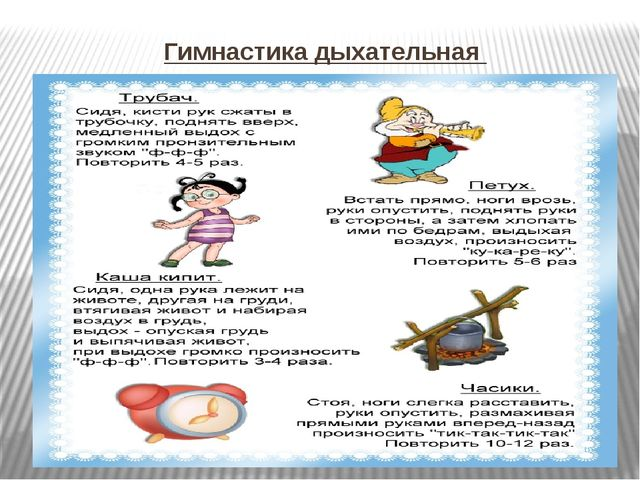 Гимнастика дыхательная
Трубач.
Сидя, кисти рук сжаты в
трубочку, поднять вверх,
медленный выдох с
громким пронзительным
звуком "ф-ф-ф".
Повторить 4-5 раз.
Петух.
Встать прямо, ноги врозь,
руки опустить, поднять руки
в стороны, а затем хлопать
ими по бедрам, выдыхая
воздух, произносить
"ку-ка-ре-ку".
Повторить 5-6 раз
Каша кипит.
Сидя, одна рука лежит на
животе, другая на груди,
втягивая живот и набирая
воздух в грудь,
выдох - опуская грудь
и выпячивая живот,
при выдохе громко произносить
"ф-ф-ф". Повторить 3-4 раза.
Часики.
Стоя, ноги слегка расставить,
руки опустить, размахивая
прямыми руками вперед-назад
произносить "тик-так-тик-так"
Повторить 10-12 раз.